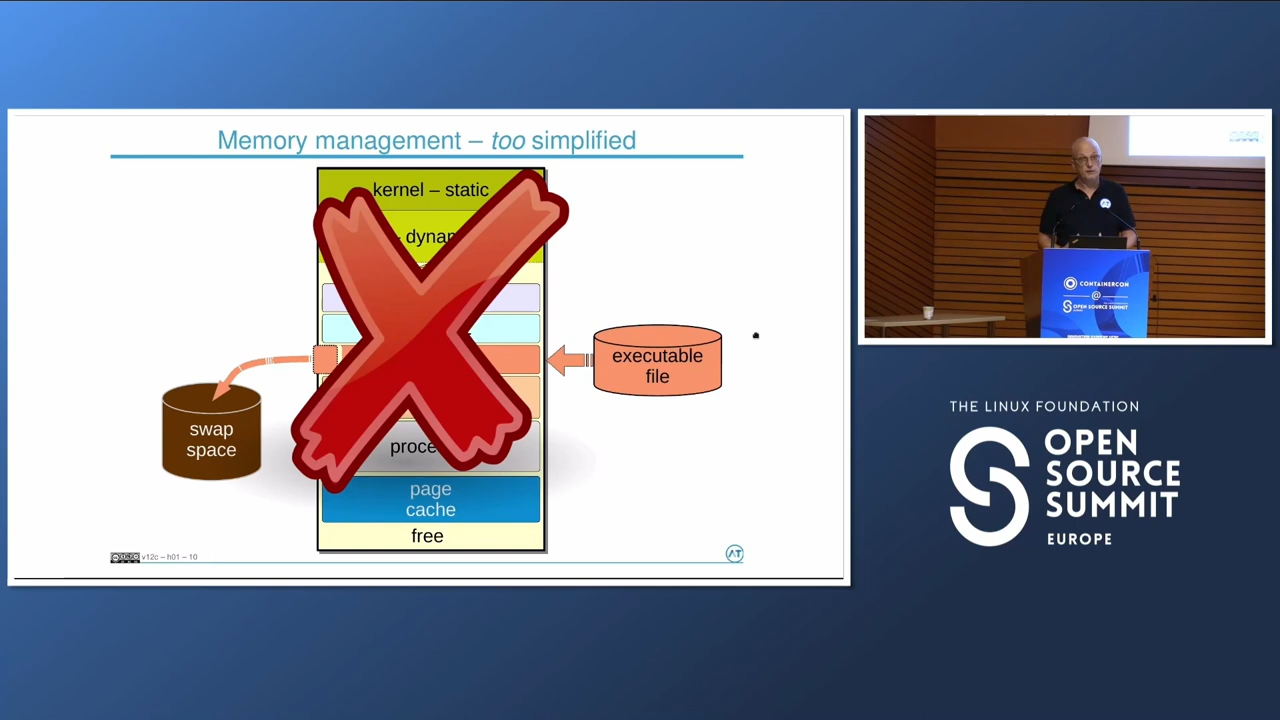 Memory management – too simplified
kernel – static
swap
space
executable
file
page
cache
free
v12c – h01 – 10
AT
CONTAINERCON
@
OPEN SOURCE SUMMIT
THE LINUX FOUNDATION
OPEN
SOURCE
SUMMIT
EUROPE